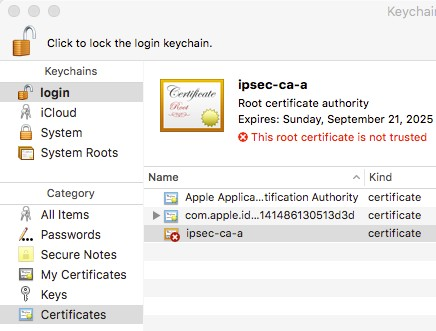 Keychain
Click to lock the login keychain.
Keychains
login
iCloud
System
System Roots
Certificate
Root
ipsec-ca-a
Root certificate authority
Expires: Sunday, September 21, 2025
This root certificate is not trusted
Name
Kind
Apple Applica...tification Authority certificate
com.apple.id...141486130513d3d certificate
ipsec-ca-a certificate
Category
All Items
Passwords
Secure Notes
My Certificates
Keys
Certificates